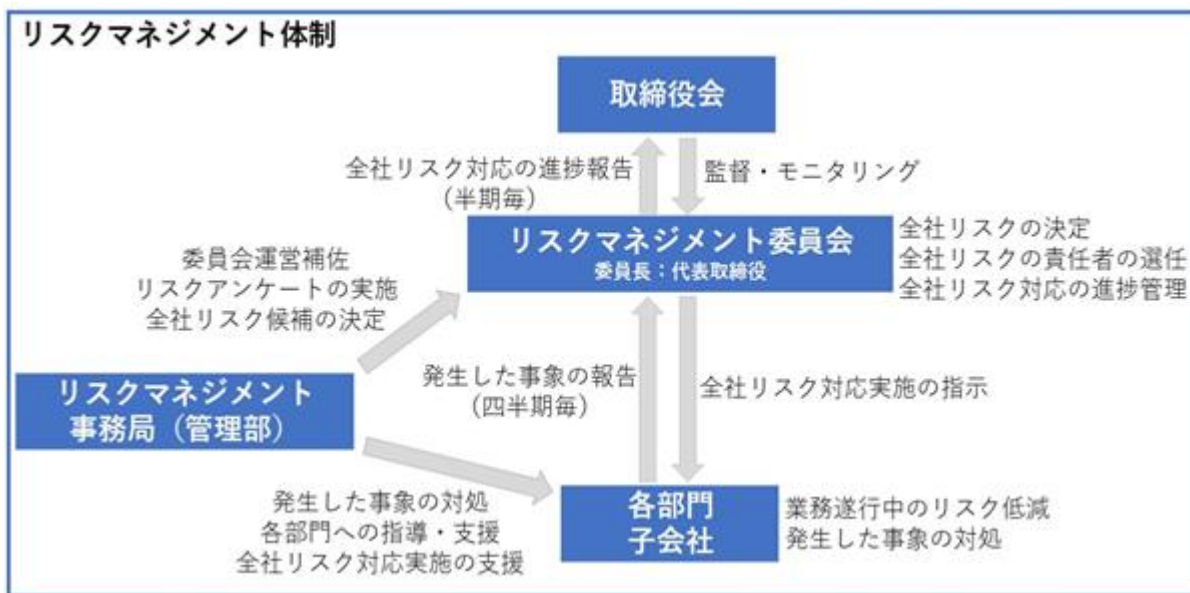 リスクマネジメント体制
取締役会
全社リスク対応の進捗報告
(半期毎)
監督・モニタリング
リスクマネジメント委員会
委員長：代表取締役
全社リスクの決定
全社リスクの責任者の選任
全社リスク対応の進捗管理
委員会運営補佐
リスクアンケートの実施
全社リスク候補の決定
リスクマネジメント
事務局（管理部）
発生した事象の報告
(四半期毎)
全社リスク対応実施の指示
発生した事象の対処
各部門への指導・支援
全社リスク対応実施の支援
各部門
子会社
業務遂行中のリスク低減
発生した事象の対処